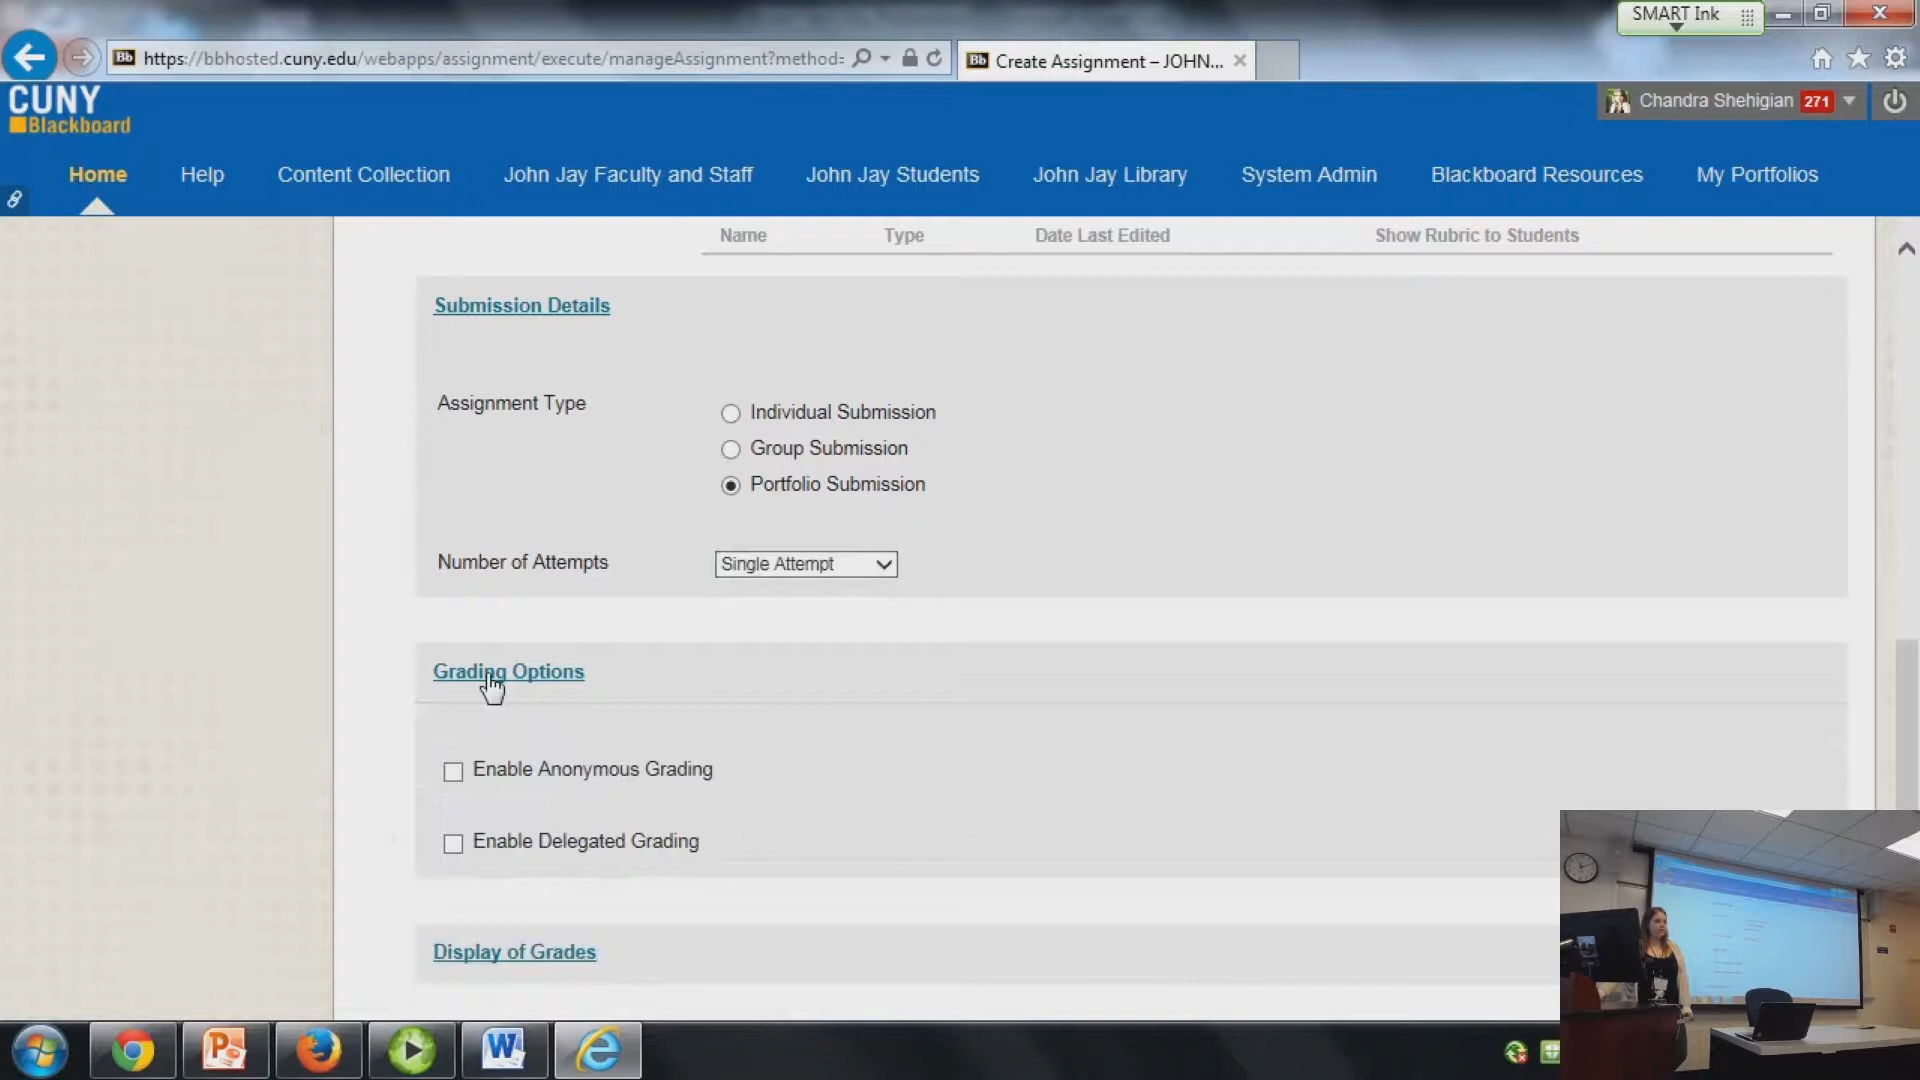 SMART Ink
https://bbhosted.cuny.edu/webapps/assignment/execute/manageAssignment?method=
Bb Create Assignment – JOHN...
CUNY
Blackboard
Chandra Shehigian 271
Home Help Content Collection John Jay Faculty and Staff John Jay Students John Jay Library System Admin Blackboard Resources My Portfolios
Name Type Date Last Edited Show Rubric to Students
Submission Details
Assignment Type
Individual Submission
Group Submission
Portfolio Submission
Number of Attempts
Single Attempt
Grading Options
Enable Anonymous Grading
Enable Delegated Grading
Display of Grades